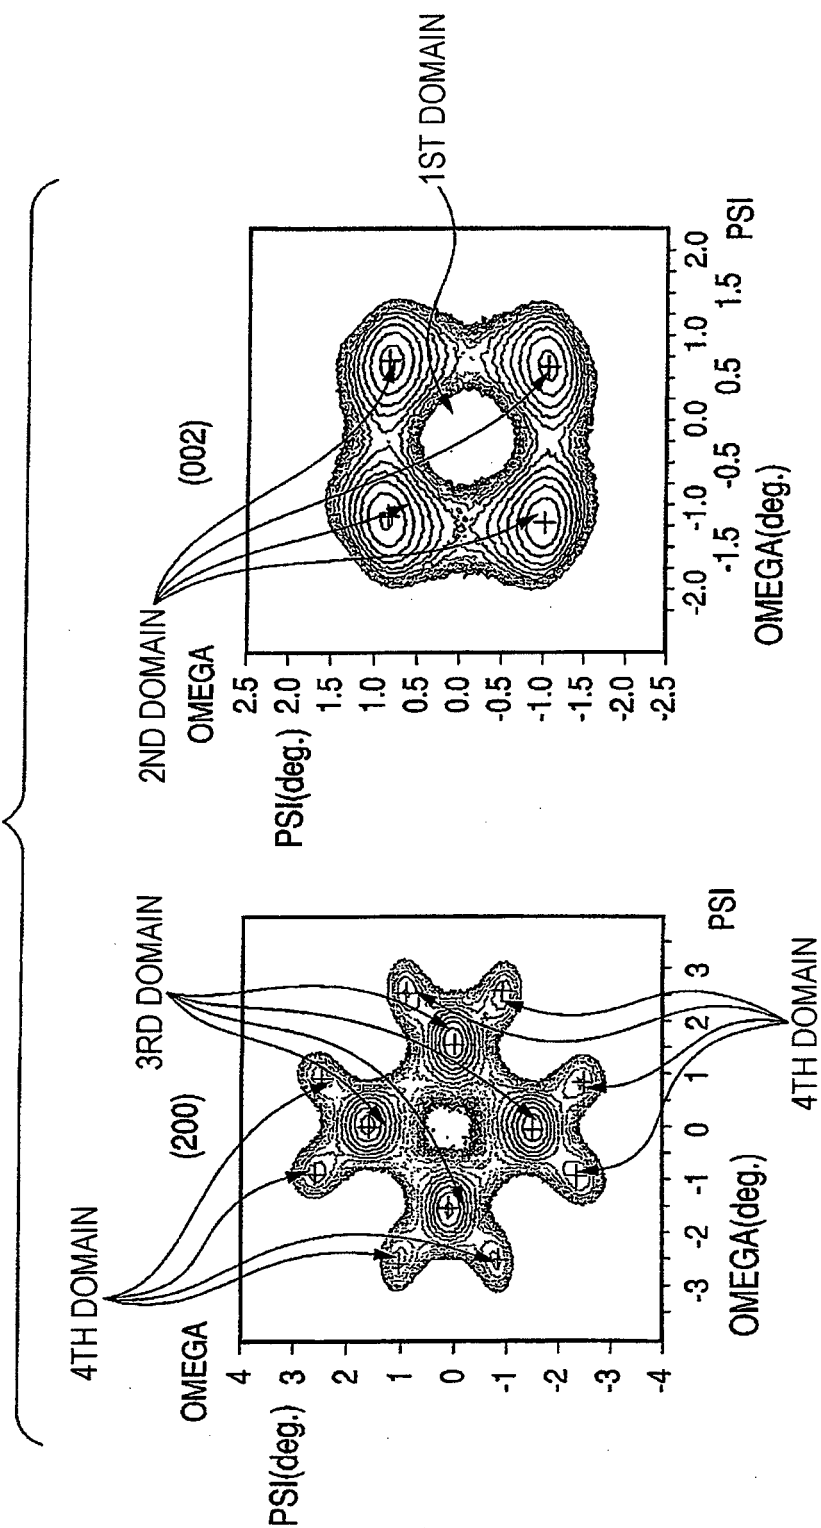 (200)
4TH DOMAIN
3RD DOMAIN
OMEGA
PSI(deg.)
4
3
2
1
0
-1
-2
-3
-4
-3 -2 -1 0 1 2 3
PSI
OMEGA(deg.)
4TH DOMAIN
(002)
2ND DOMAIN
1ST DOMAIN
OMEGA
PSI(deg.)
2.5
2.0
1.5
1.0
0.5
0.0
-0.5
-1.0
-1.5
-2.0
-2.5
-2.0 -1.5 -1.0 -0.5 0.0 0.5 1.0 1.5 2.0
PSI
OMEGA(deg.)